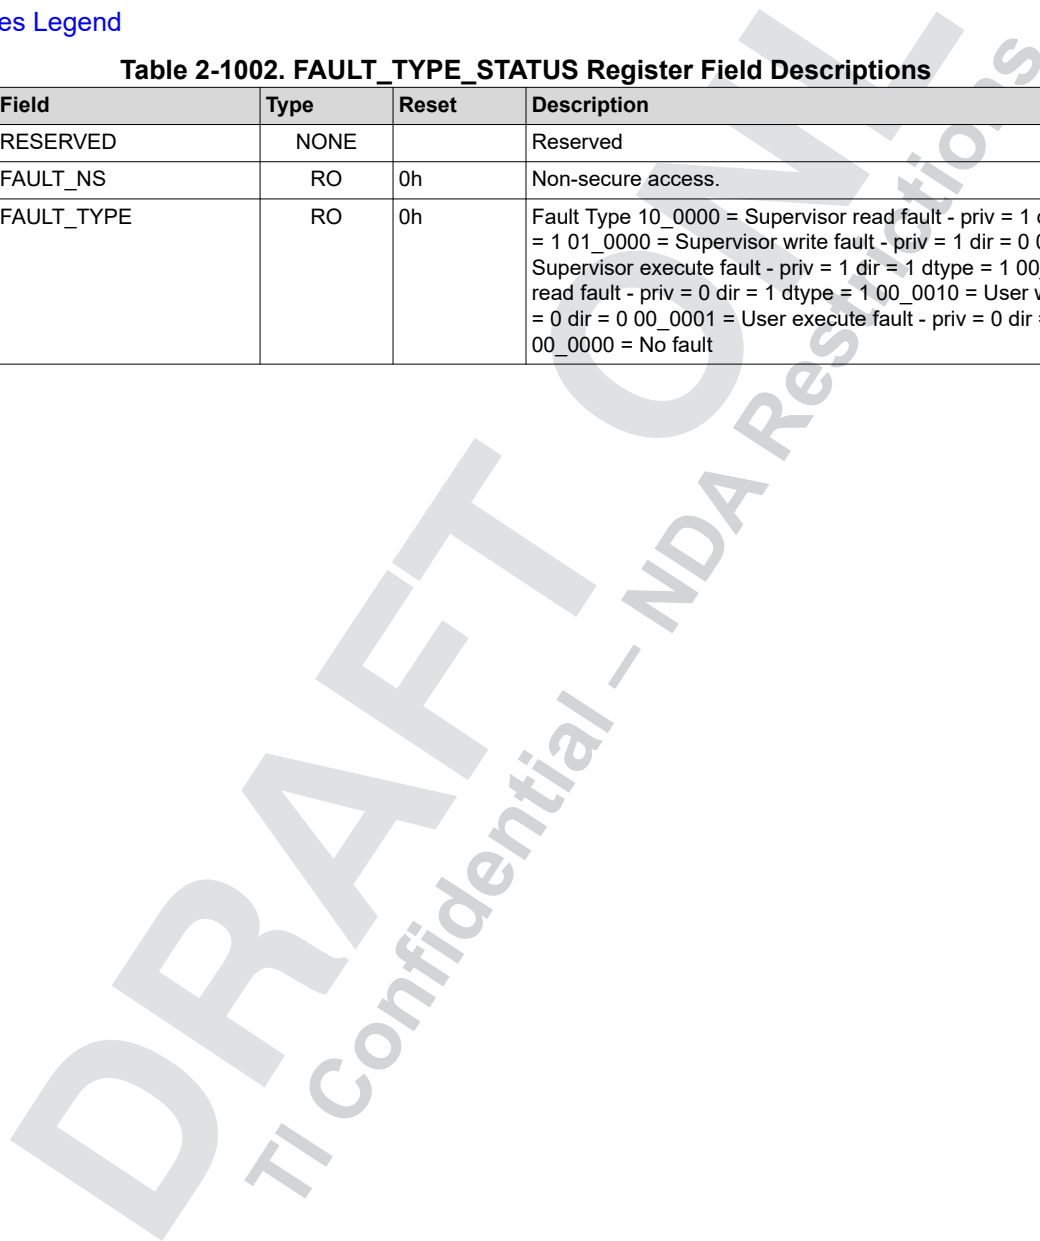 es Legend
Table 2-1002. FAULT_TYPE_STATUS Register Field Descriptions
Field Type Reset Description
RESERVED NONE Reserved
FAULT_NS RO 0h Non-secure access.
FAULT_TYPE RO 0h Fault Type 10_0000 = Supervisor read fault - priv = 1
= 1 01_0000 = Supervisor write fault - priv = 1 dir = 0
Supervisor execute fault - priv = 1 dir = 1 dtype = 1 00_
read fault - priv = 0 dir = 1 dtype = 1 00_0010 = User
= 0 dir = 0 00_0001 = User execute fault - priv = 0 dir
00_0000 = No fault
DRAFT ONL
TI Confidential – NDA Restrictions